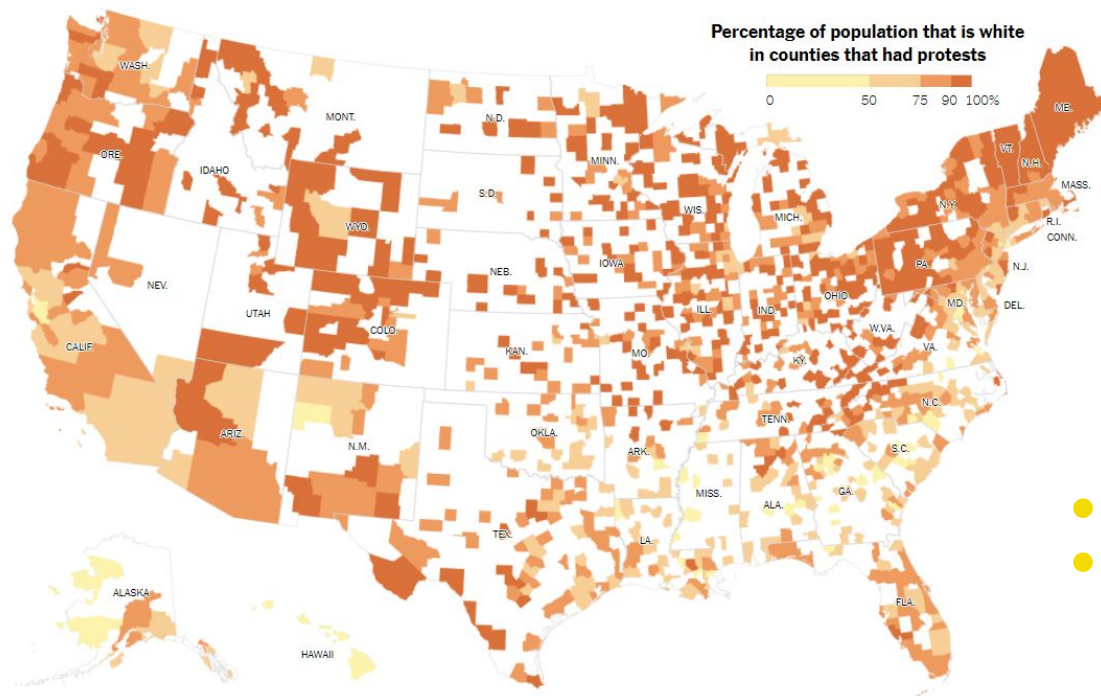 Percentage of population that is white
in counties that had protests
0 50 75 90 100%
WASH.
MONT.
N.D.
ME.
ORE.
IDAHO
MINN.
VT.
N.H.
S.D.
WIS.
MICH.
N.Y.
MASS.
WYO.
R.I.
CONN.
NEV.
NEB.
IOWA
PA.
N.J.
UTAH
COLO.
ILL.
IND.
OHIO
MD.
DEL.
CALIF.
KAN.
MO.
KY.
W.VA.
VA.
ARIZ.
N.M.
OKLA.
ARK.
TENN.
N.C.
S.C.
MISS.
ALA.
GA.
TEX.
LA.
FLA.
ALASKA
HAWAII